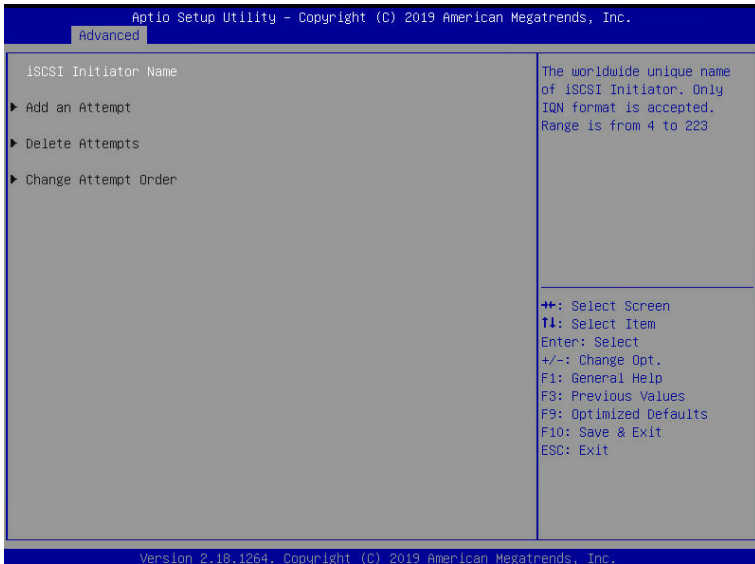 Aptio Setup Utility – Copyright (C) 2019 American Megatrends, Inc.
Advanced
iSCSI Initiator Name
▶ Add an Attempt
▶ Delete Attempts
▶ Change Attempt Order
The worldwide unique name
of iSCSI Initiator. Only
IQN format is accepted.
Range is from 4 to 223
→←: Select Screen
↑↓: Select Item
Enter: Select
+/-: Change Opt.
F1: General Help
F3: Previous Values
F9: Optimized Defaults
F10: Save & Exit
ESC: Exit
Version 2.18.1264. Copyright (C) 2019 American Megatrends, Inc.